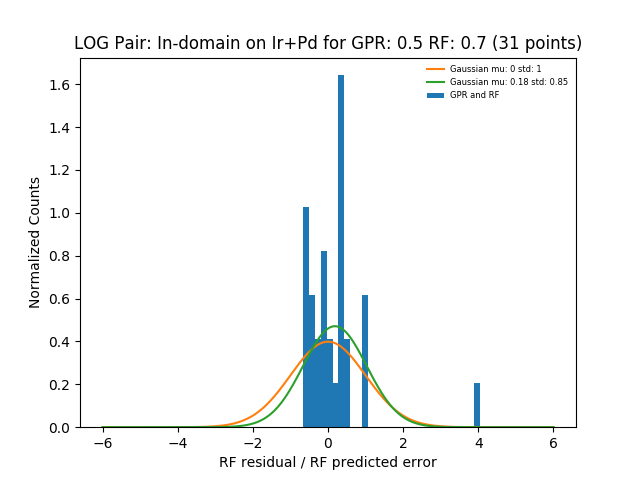 LOG Pair: In-domain on Ir+Pd for GPR: 0.5 RF: 0.7 (31 points)
Gaussian mu: 0 std: 1
Gaussian mu: 0.18 std: 0.85
GPR and RF
Normalized Counts
1.6
1.4
1.2
1.0
0.8
0.6
0.4
0.2
0.0
−6 −4 −2 0 2 4 6
RF residual / RF predicted error